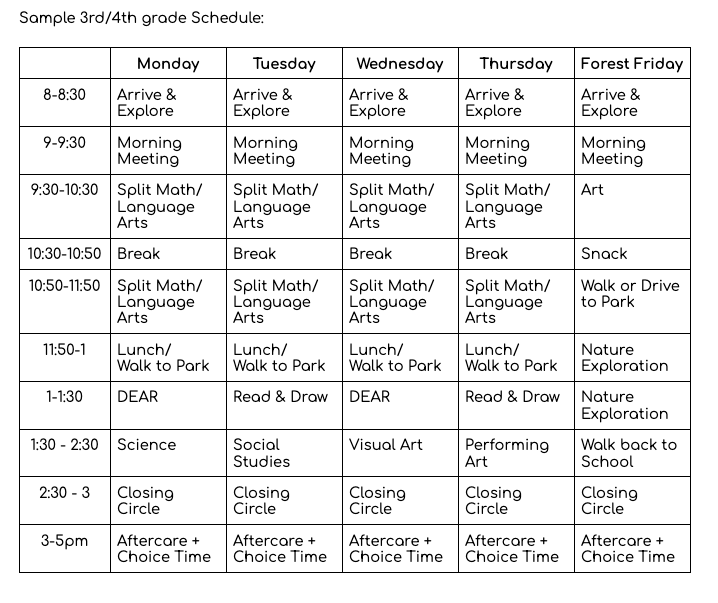 Sample 3rd/4th grade Schedule:
Monday Tuesday Wednesday Thursday Forest Friday
8-8:30 Arrive & Arrive & Arrive & Arrive & Arrive &
Explore Explore Explore Explore Explore
9-9:30 Morning Morning Morning Morning Morning
Meeting Meeting Meeting Meeting Meeting
9:30-10:30 Split Math/ Split Math/ Split Math/ Split Math/ Art
Language Language Language Language
Arts Arts Arts Arts
10:30-10:50 Break Break Break Break Snack
10:50-11:50 Split Math/ Split Math/ Split Math/ Split Math/ Walk or Drive
Language Language Language Language to Park
Arts Arts Arts Arts
11:50-1 Lunch/ Lunch/ Lunch/ Lunch/ Nature
Walk to Park Walk to Park Walk to Park Walk to Park Exploration
1-1:30 DEAR Read & Draw DEAR Read & Draw Nature
Exploration
1:30 - 2:30 Science Social Visual Art Performing Walk back to
Studies Art School
2:30 - 3 Closing Closing Closing Closing Closing
Circle Circle Circle Circle Circle
3-5pm Aftercare + Aftercare + Aftercare + Aftercare + Aftercare +
Choice Time Choice Time Choice Time Choice Time Choice Time